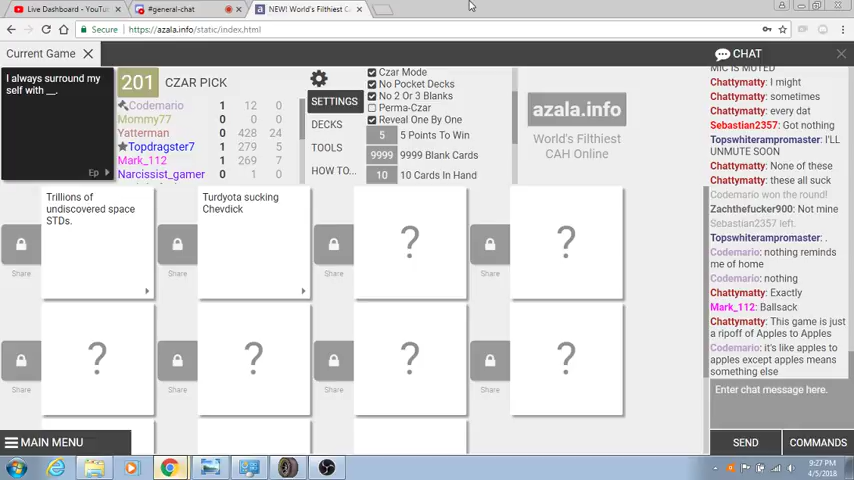 Live Dashboard - YouTu
#general-chat
NEW! World's Filthiest C
Secure
https://azala.info/static/index.html
Current Game
I always surround my
self with __.
Ep
201
CZAR PICK
Codemario 1 12 0
Mommy77 0 0 0
Yatterman 0 428 24
Topdragster7 1 279 5
Mark_112 1 269 7
Narcissist_gamer 0 1 0
SETTINGS
DECKS
TOOLS
HOW TO...
Czar Mode
No Pocket Decks
No 2 Or 3 Blanks
Perma-Czar
Reveal One By One
5 5 Points To Win
9999 9999 Blank Cards
10 10 Cards In Hand
azala.info
World's Filthiest
CAH Online
Trillions of
undiscovered space
STDs.
Turdyota sucking
Chevdick
?
?
Share
Share
Share
Share
?
?
?
?
Share
Share
Share
Share
MAIN MENU
CHAT
MIC IS MUTED
Chattymatty: I might
sometimes
Chattymatty: every dat
Sebastian2357: Got nothing
Topswhiterampromaster: I'LL
UNMUTE SOON
Chattymatty: None of these
Chattymatty: these all suck
Codemario won the round!
Zachthefucker900: Not mine
Sebastian2357 left.
Topswhiterampromaster: .
Codemario: nothing reminds
me of home
Codemario: nothing
Chattymatty: Exactly
Mark_112: Ballsack
Chattymatty: This game is just
a ripoff of Apples to Apples
Codemario: it's like apples to
apples except apples means
something else
Enter chat message here.
SEND
COMMANDS
9:27 PM
4/5/2018